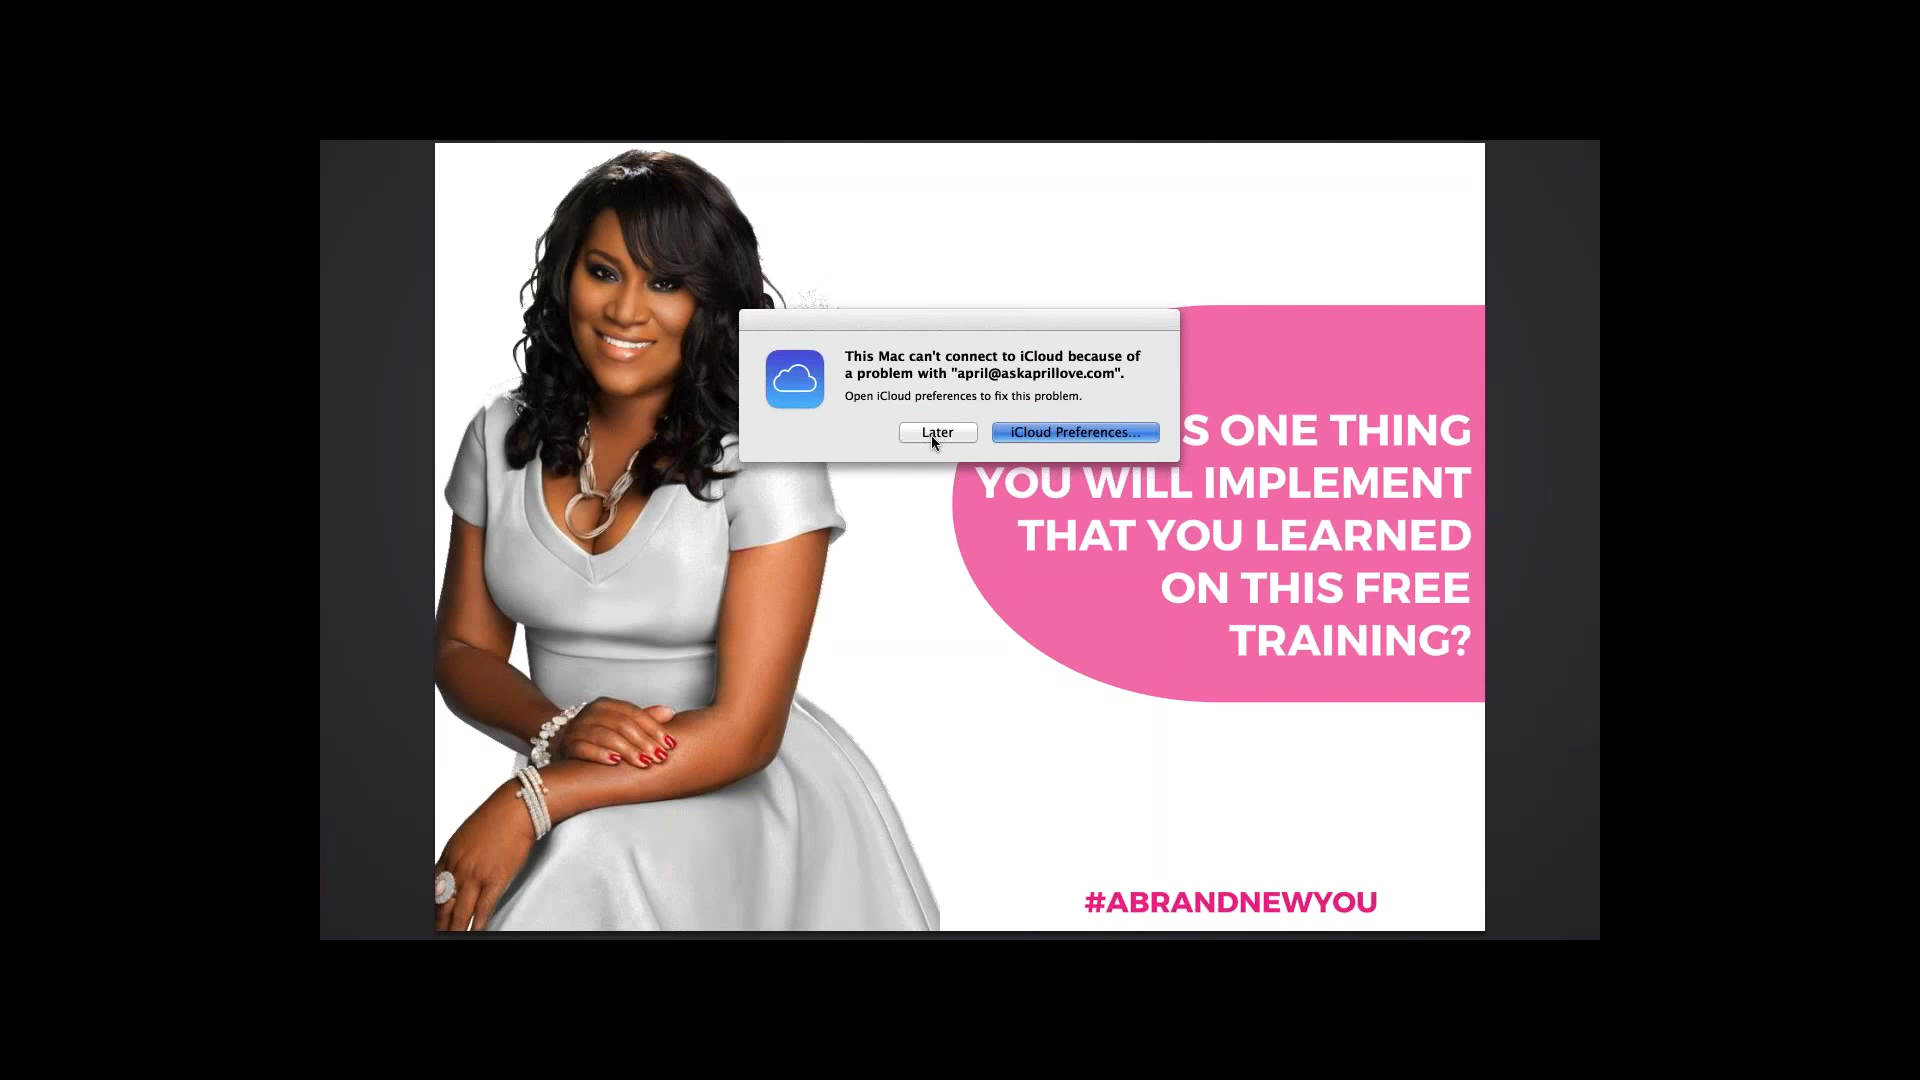 This Mac can't connect to iCloud because of
a problem with "april@askaprillove.com".
Open iCloud preferences to fix this problem.
Later
iCloud Preferences...
S ONE THING
YOU WILL IMPLEMENT
THAT YOU LEARNED
ON THIS FREE
TRAINING?
#ABRANDNEWYOU